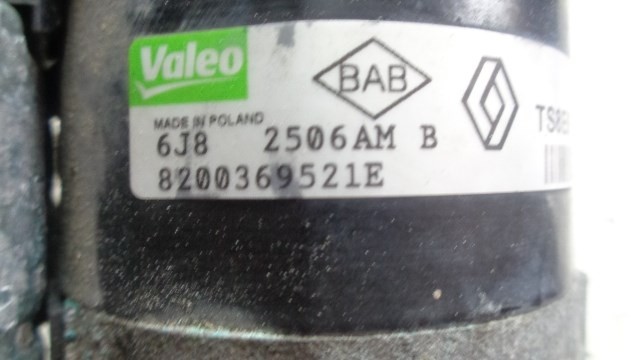 Valeo
BAB
MADE IN POLAND
6J8 2506AM B
8200369521E